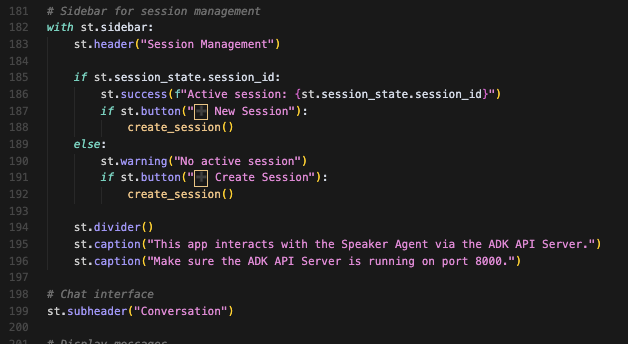 181 # Sidebar for session management
182 with st.sidebar:
183 st.header("Session Management")
184
185 if st.session_state.session_id:
186 st.success(f"Active session: {st.session_state.session_id}")
187 if st.button("➕ New Session"):
188 create_session()
189 else:
190 st.warning("No active session")
191 if st.button("➕ Create Session"):
192 create_session()
193
194 st.divider()
195 st.caption("This app interacts with the Speaker Agent via the ADK API Server.")
196 st.caption("Make sure the ADK API Server is running on port 8000.")
197
198 # Chat interface
199 st.subheader("Conversation")
200
201 # Display messages